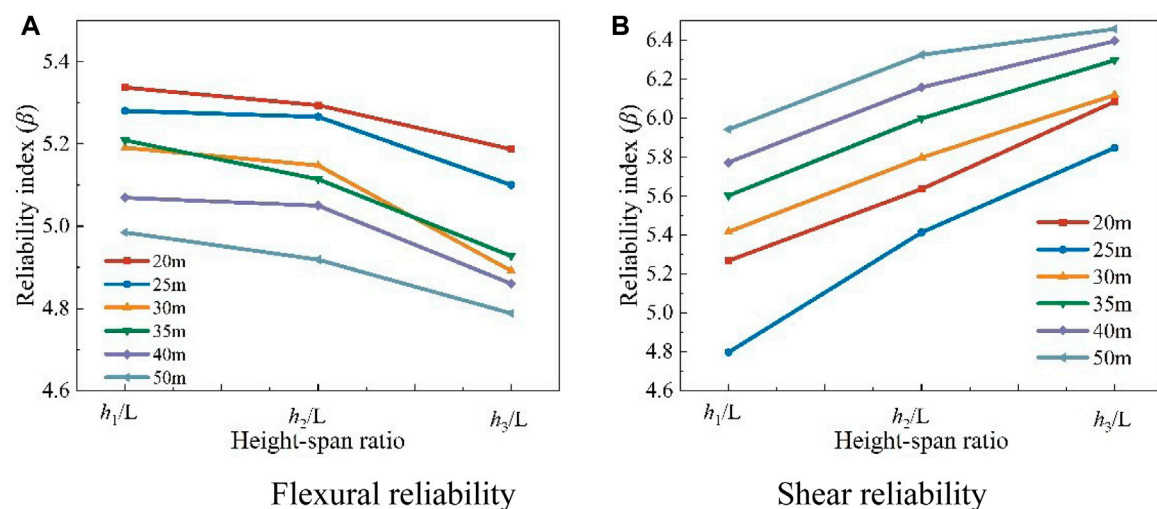 A
Reliability index (β)
5.4
5.2
5.0
4.8
4.6
20m
25m
30m
35m
40m
50m
h₁/L
h₂/L
h₃/L
Height-span ratio
Flexural reliability
B
Reliability index (β)
6.4
6.2
6.0
5.8
5.6
5.4
5.2
5.0
4.8
4.6
20m
25m
30m
35m
40m
50m
h₁/L
h₂/L
h₃/L
Height-span ratio
Shear reliability